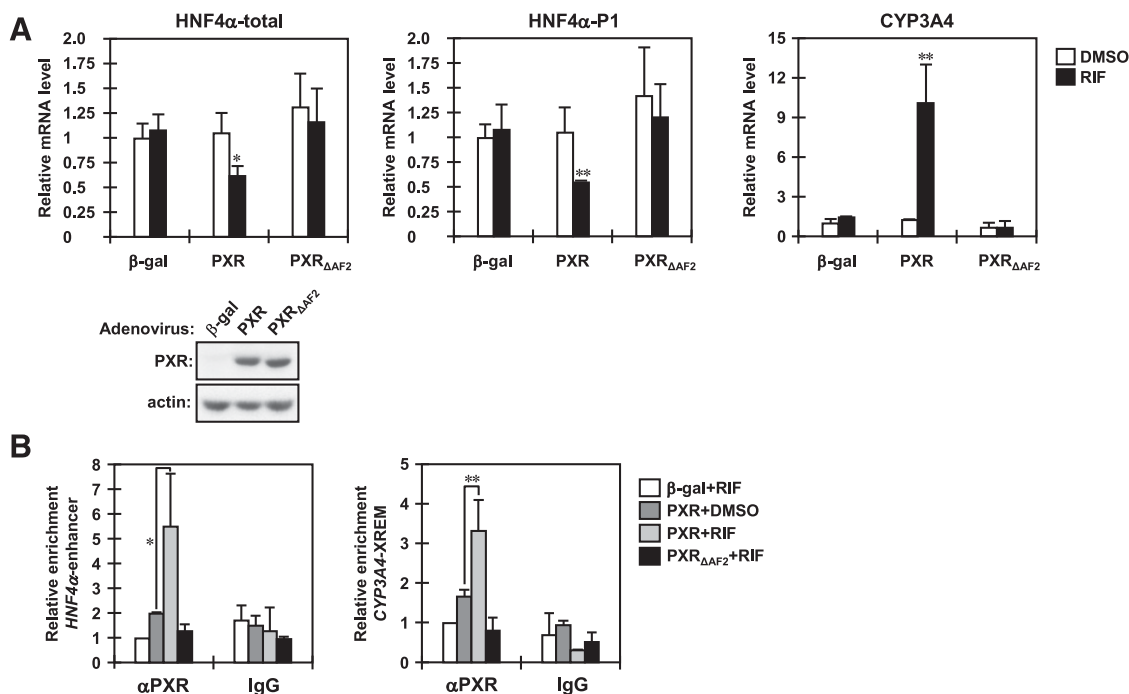 A
HNF4α-total
HNF4α-P1
CYP3A4
Relative mRNA level
2.0
1.75
1.5
1.25
1
0.75
0.5
0.25
0
*
β-gal
PXR
PXRΔAF2
Relative mRNA level
2.0
1.75
1.5
1.25
1
0.75
0.5
0.25
0
**
β-gal
PXR
PXRΔAF2
Relative mRNA level
15
12
9
6
3
0
**
β-gal
PXR
PXRΔAF2
DMSO
RIF
Adenovirus:
β-gal
PXR
PXRΔAF2
PXR:
actin:
B
Relative enrichment
HNF4α-enhancer
8
7
6
5
4
3
2
1
0
*
αPXR
IgG
Relative enrichment
CYP3A4-XREM
5
4
3
2
1
0
**
αPXR
IgG
β-gal+RIF
PXR+DMSO
PXR+RIF
PXRΔAF2+RIF